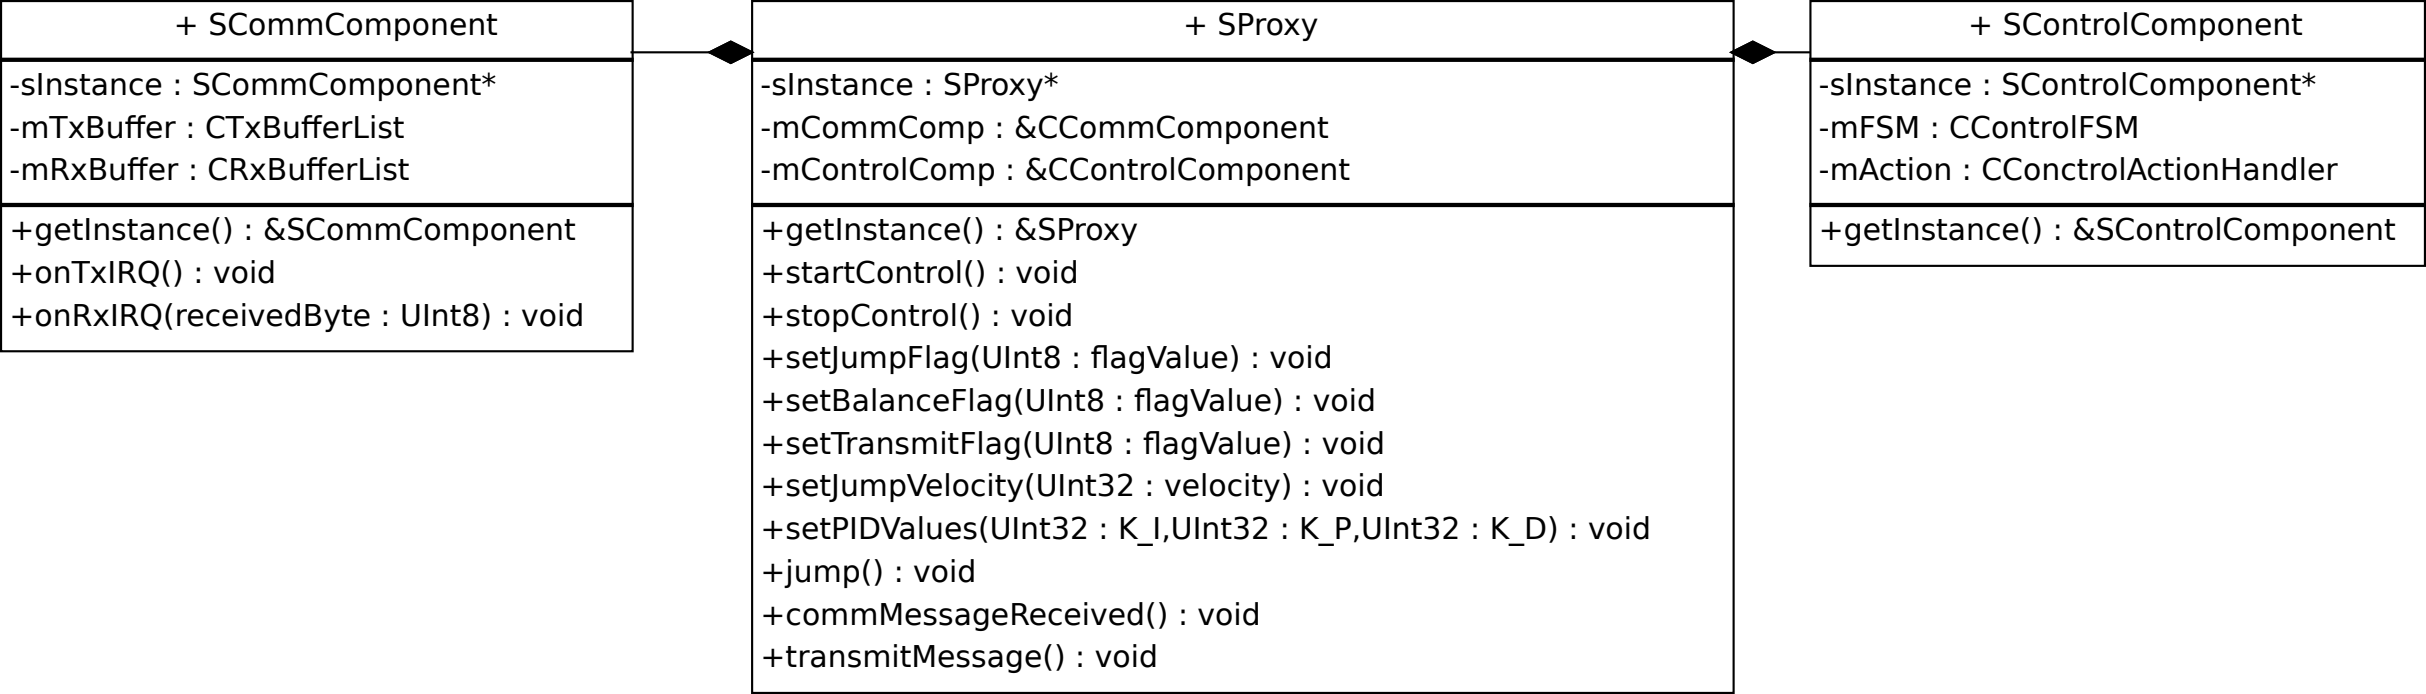 + SCommComponent
-sInstance : SCommComponent*
-mTxBuffer : CTxBufferList
-mRxBuffer : CRxBufferList
+getInstance() : &SCommComponent
+onTxIRQ() : void
+onRxIRQ(receivedByte : UInt8) : void
+ SProxy
-sInstance : SProxy*
-mCommComp : &CCommComponent
-mControlComp : &CControlComponent
+getInstance() : &SProxy
+startControl() : void
+stopControl() : void
+setJumpFlag(UInt8 : flagValue) : void
+setBalanceFlag(UInt8 : flagValue) : void
+setTransmitFlag(UInt8 : flagValue) : void
+setJumpVelocity(UInt32 : velocity) : void
+setPIDValues(UInt32 : K_I,UInt32 : K_P,UInt32 : K_D) : void
+jump() : void
+commMessageReceived() : void
+transmitMessage() : void
+ SControlComponent
-sInstance : SControlComponent*
-mFSM : CControlFSM
-mAction : CConctrolActionHandler
+getInstance() : &SControlComponent